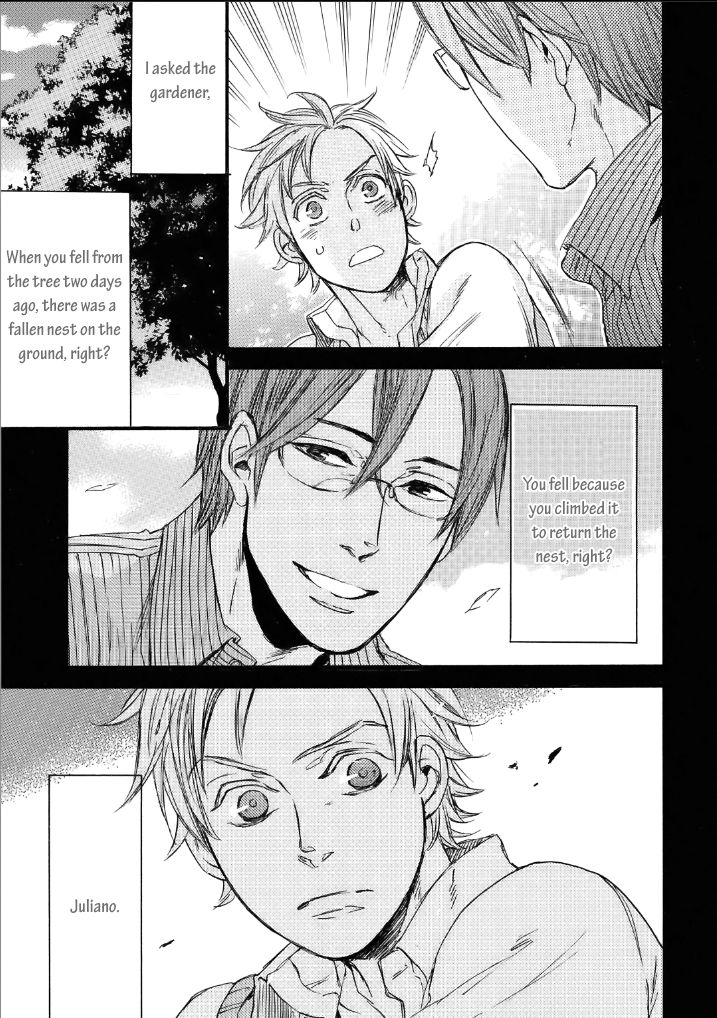 I asked the
gardener,
When you fell from
the tree two days
ago, there was a
fallen nest on the
ground, right?
You fell because
you climbed it
to return the
nest, right?
Juliano.